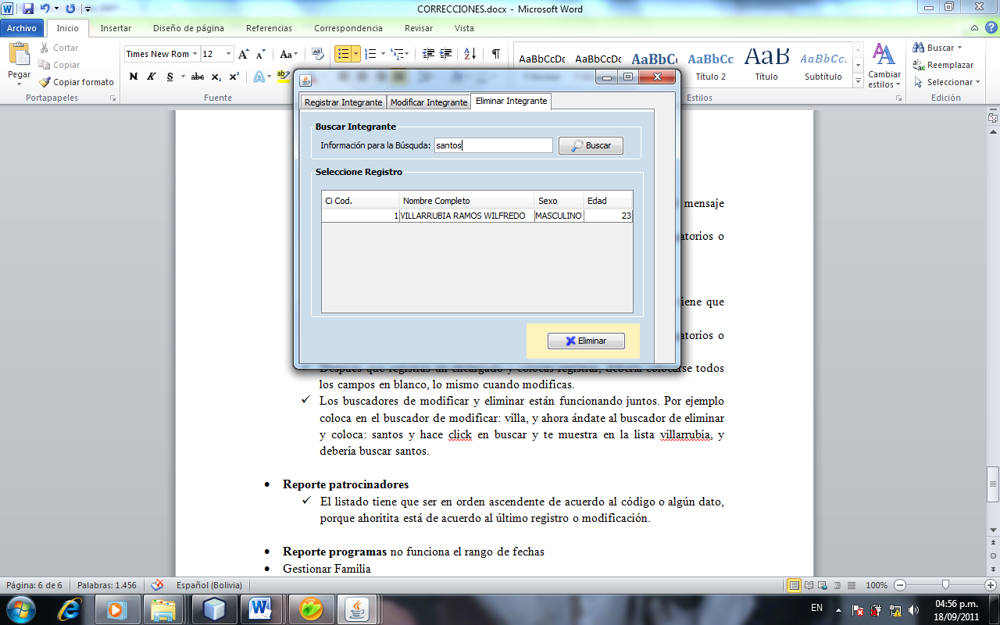 CORRECCIONES.docx - Microsoft Word
Archivo Inicio Insertar Diseño de página Referencias Correspondencia Revisar Vista
Pegar
Cortar
Copiar
Copiar formato
Portapapeles
Times New Rom 12
N K S abc x₂ x²
Fuente
AaBbCcDc AaBbCcDc AaBbC AaBbCc AaB AaBbCc.
Título 2 Título Subtítulo
Estilos
Cambiar
estilos
Buscar
Reemplazar
Seleccionar
Edición
Registrar Integrante Modificar Integrante Eliminar Integrante
Buscar Integrante
Información para la Búsquda: santos Buscar
Seleccione Registro
Ci Cod. Nombre Completo Sexo Edad
1 VILLARRUBIA RAMOS WILFREDO MASCULINO 23
Eliminar
mensaje
atorios o
iene que
atorios o
Después que registras un encargado y colocas registrar, debería colocarse todos
los campos en blanco, lo mismo cuando modificas.
✓ Los buscadores de modificar y eliminar están funcionando juntos. Por ejemplo
coloca en el buscador de modificar: villa, y ahora ándate al buscador de eliminar
y coloca: santos y hace click en buscar y te muestra en la lista villarrubia, y
debería buscar santos.
• Reporte patrocinadores
✓ El listado tiene que ser en orden ascendente de acuerdo al código o algún dato,
porque ahoritita está de acuerdo al último registro o modificación.
• Reporte programas no funciona el rango de fechas
• Gestionar Familia
Página: 6 de 6 Palabras: 1.456 Español (Bolivia) 100%
EN 04:56 p.m.
18/09/2011